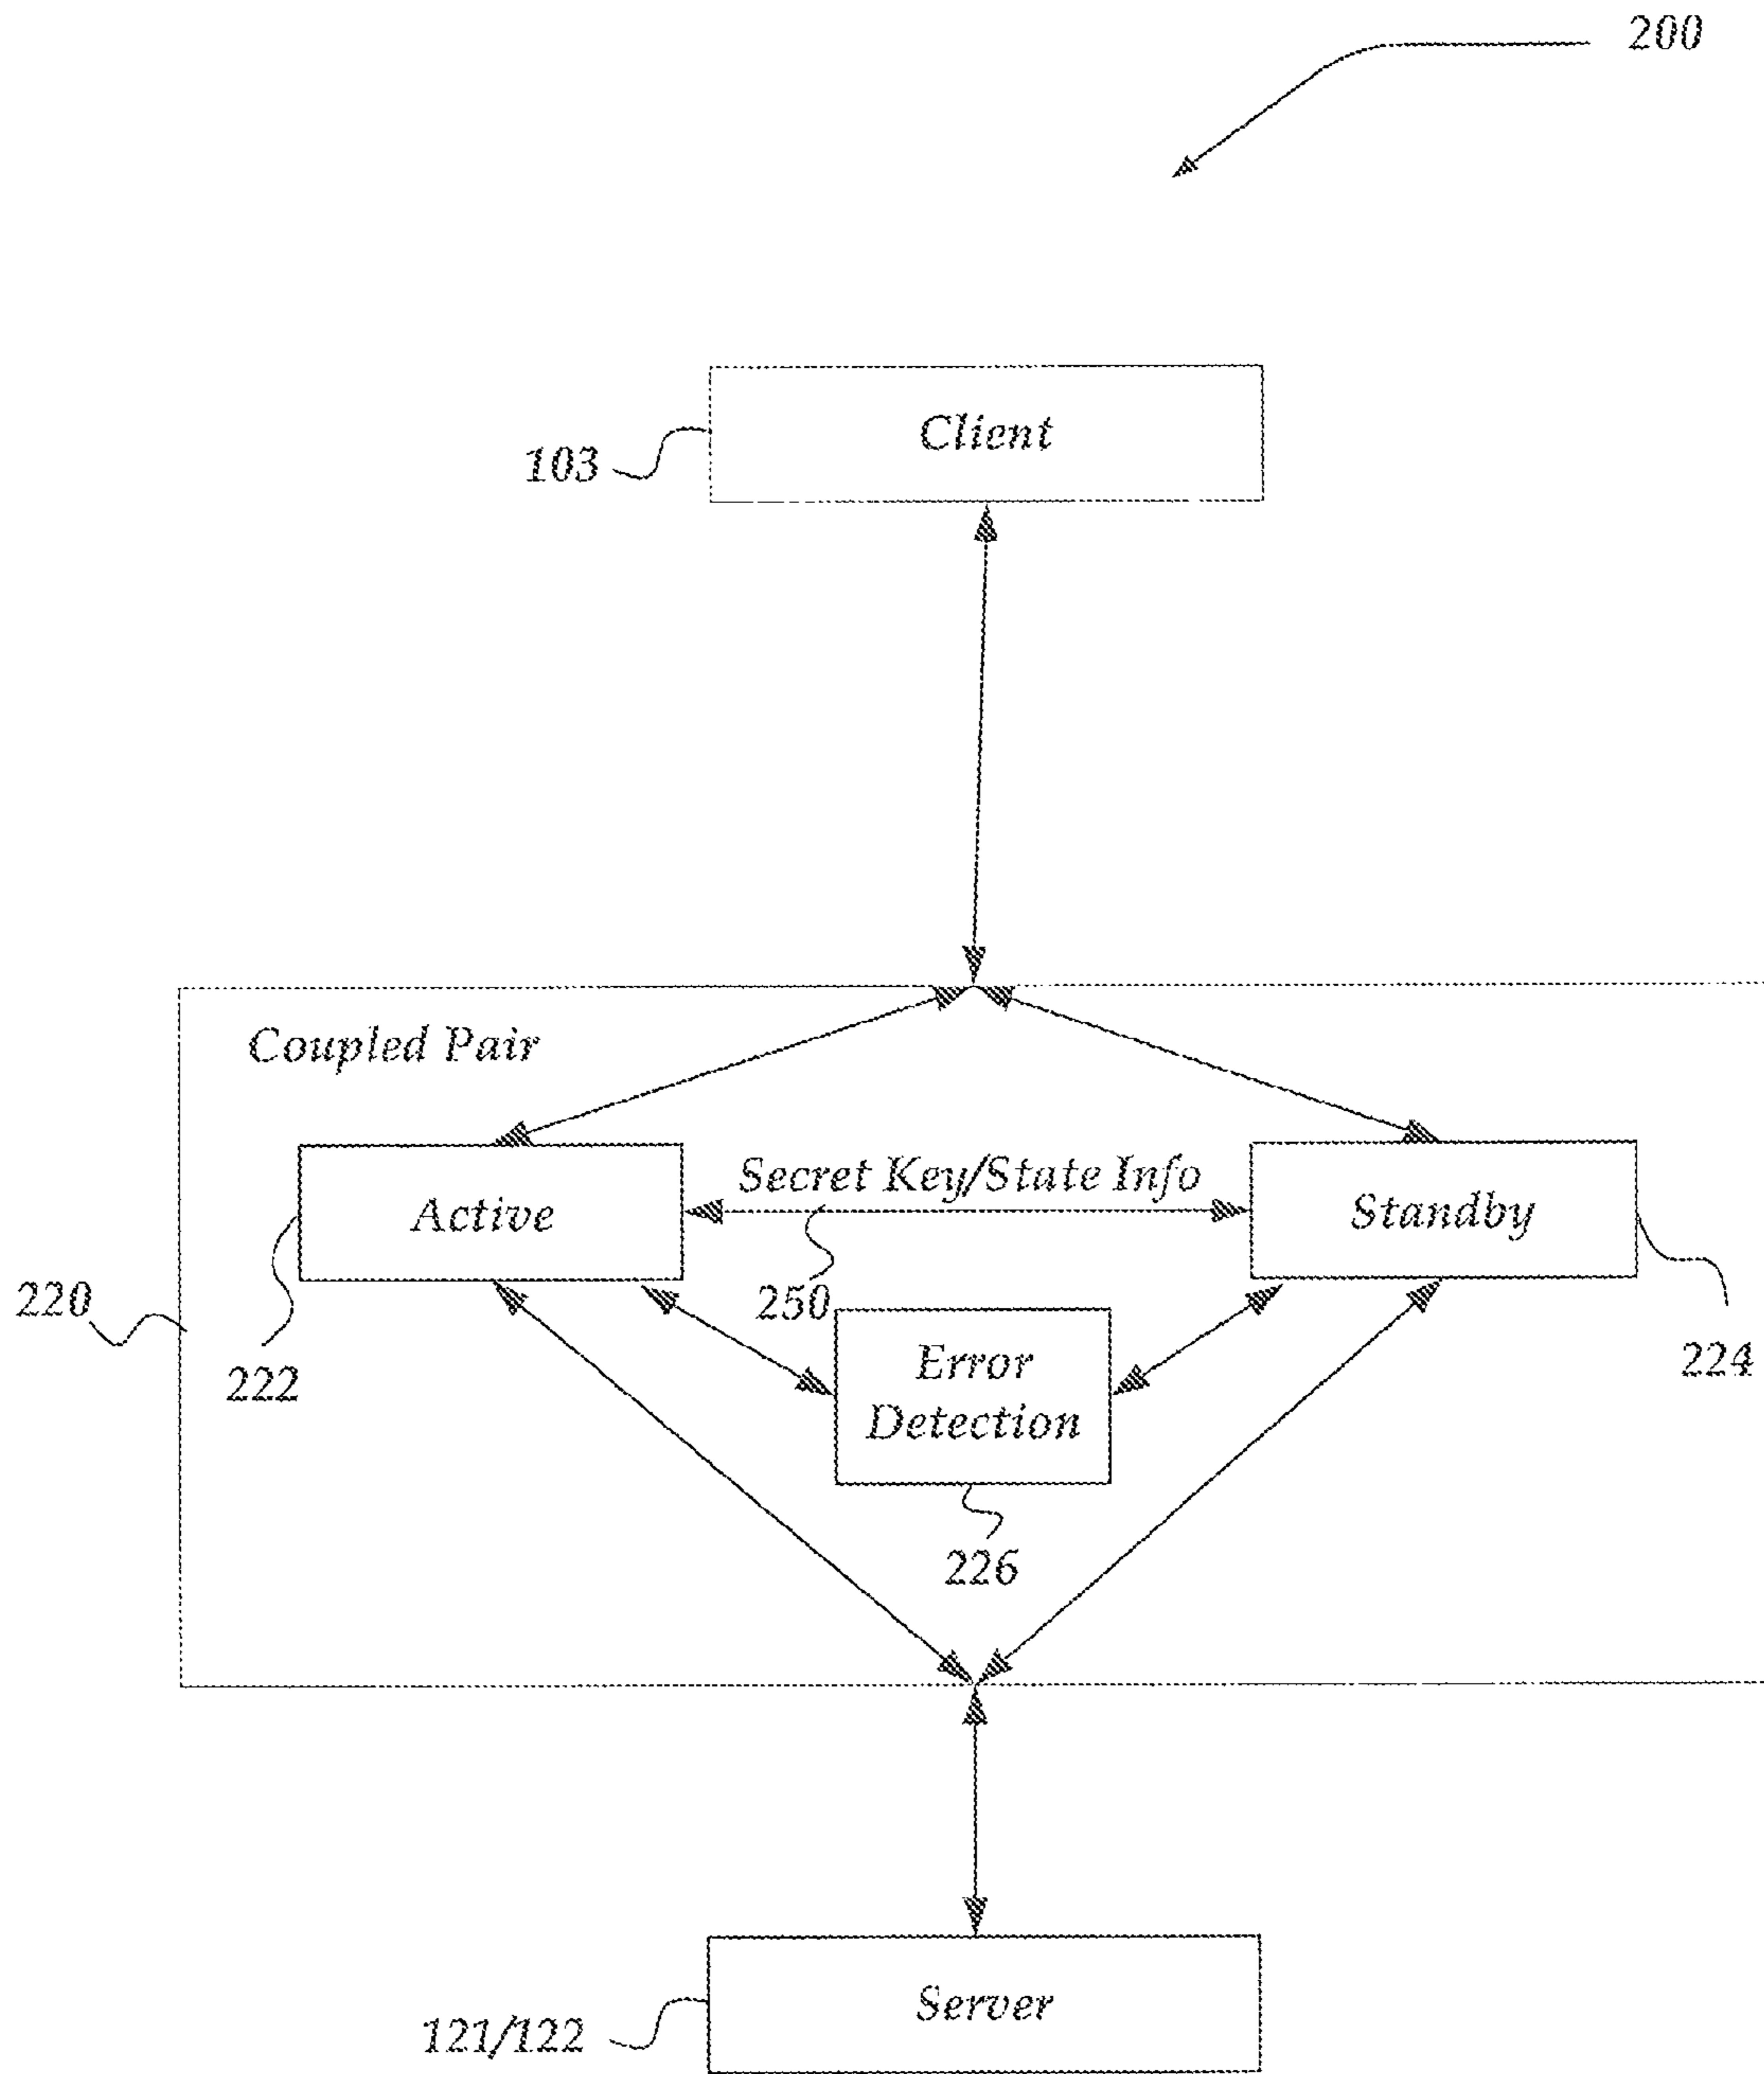 200
Client
103
Coupled Pair
Secret Key/State Info
Active
Standby
220
250
222
Error
Detection
224
226
Server
121/122